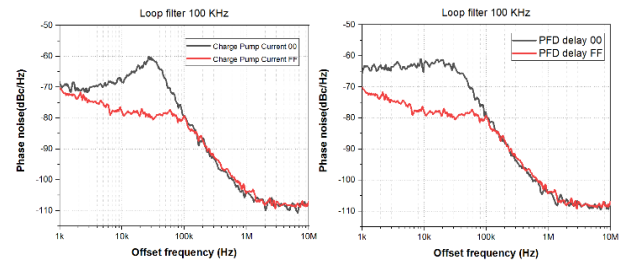 Loop filter 100 KHz
Charge Pump Current 00
Charge Pump Current FF
Phase noise(dBc/Hz)
-50
-60
-70
-80
-90
-100
-110
1k
10k
100k
1M
10M
Offset frequency (Hz)
Loop filter 100 KHz
PFD delay 00
PFD delay FF
Phase noise(dBc/Hz)
-50
-60
-70
-80
-90
-100
-110
1k
10k
100k
1M
10M
Offset frequency (Hz)